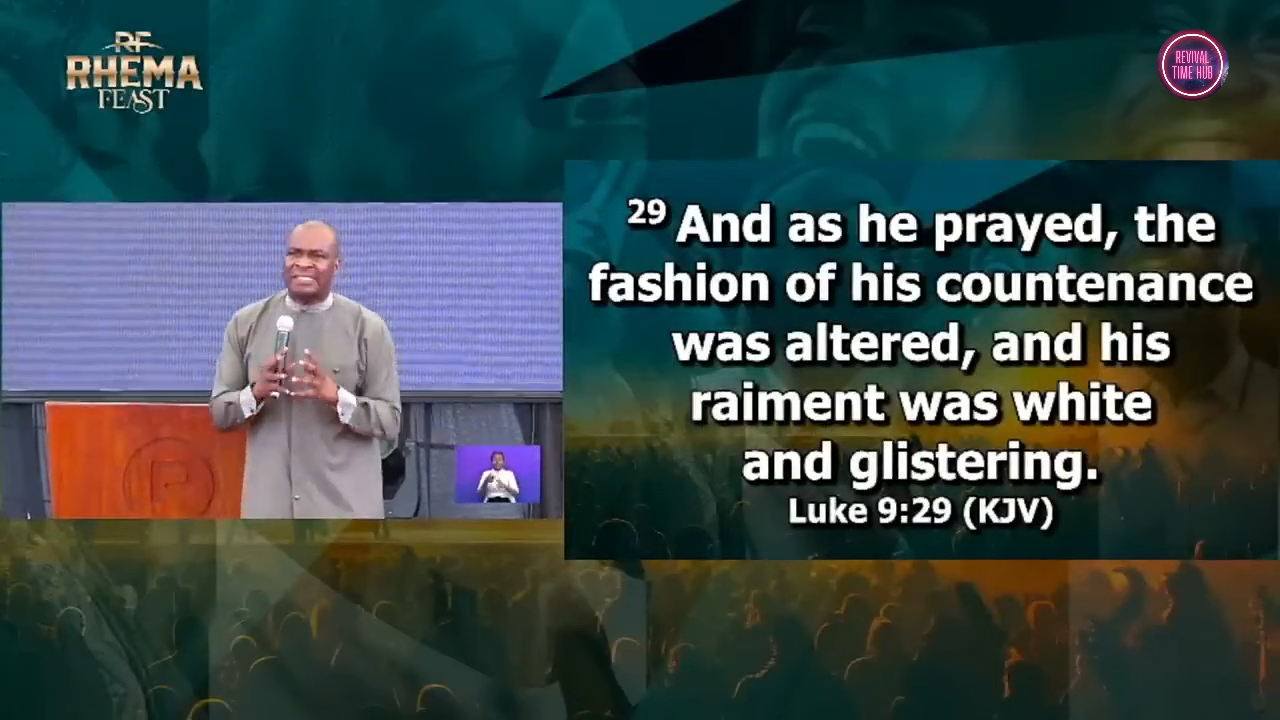 RF
RHEMA
FEAST
REVIVAL
TIME HUB
29 And as he prayed, the
fashion of his countenance
was altered, and his
raiment was white
and glistering.
Luke 9:29 (KJV)